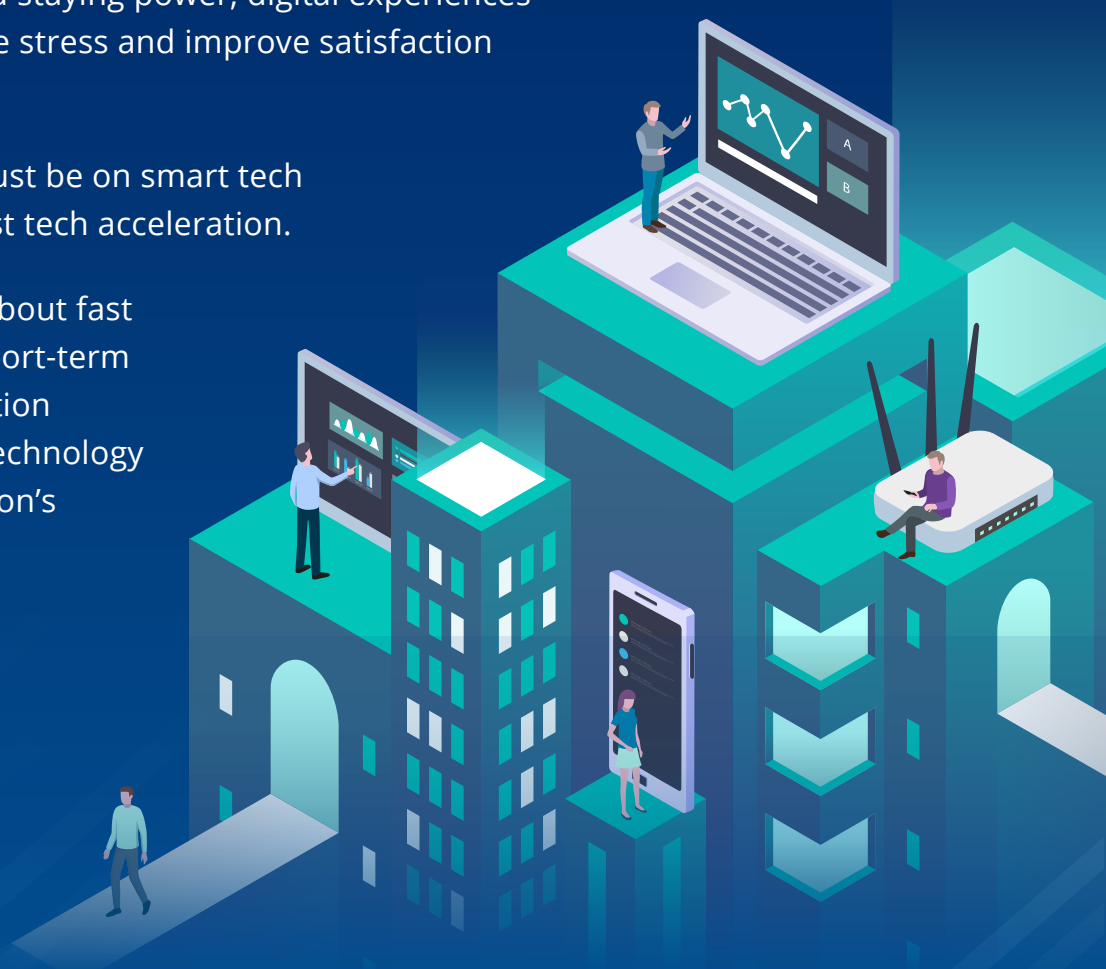 staying power, digital experiences
e stress and improve satisfaction
ust be on smart tech
st tech acceleration.
bout fast
ort-term
tion
echnology
on's
A
B